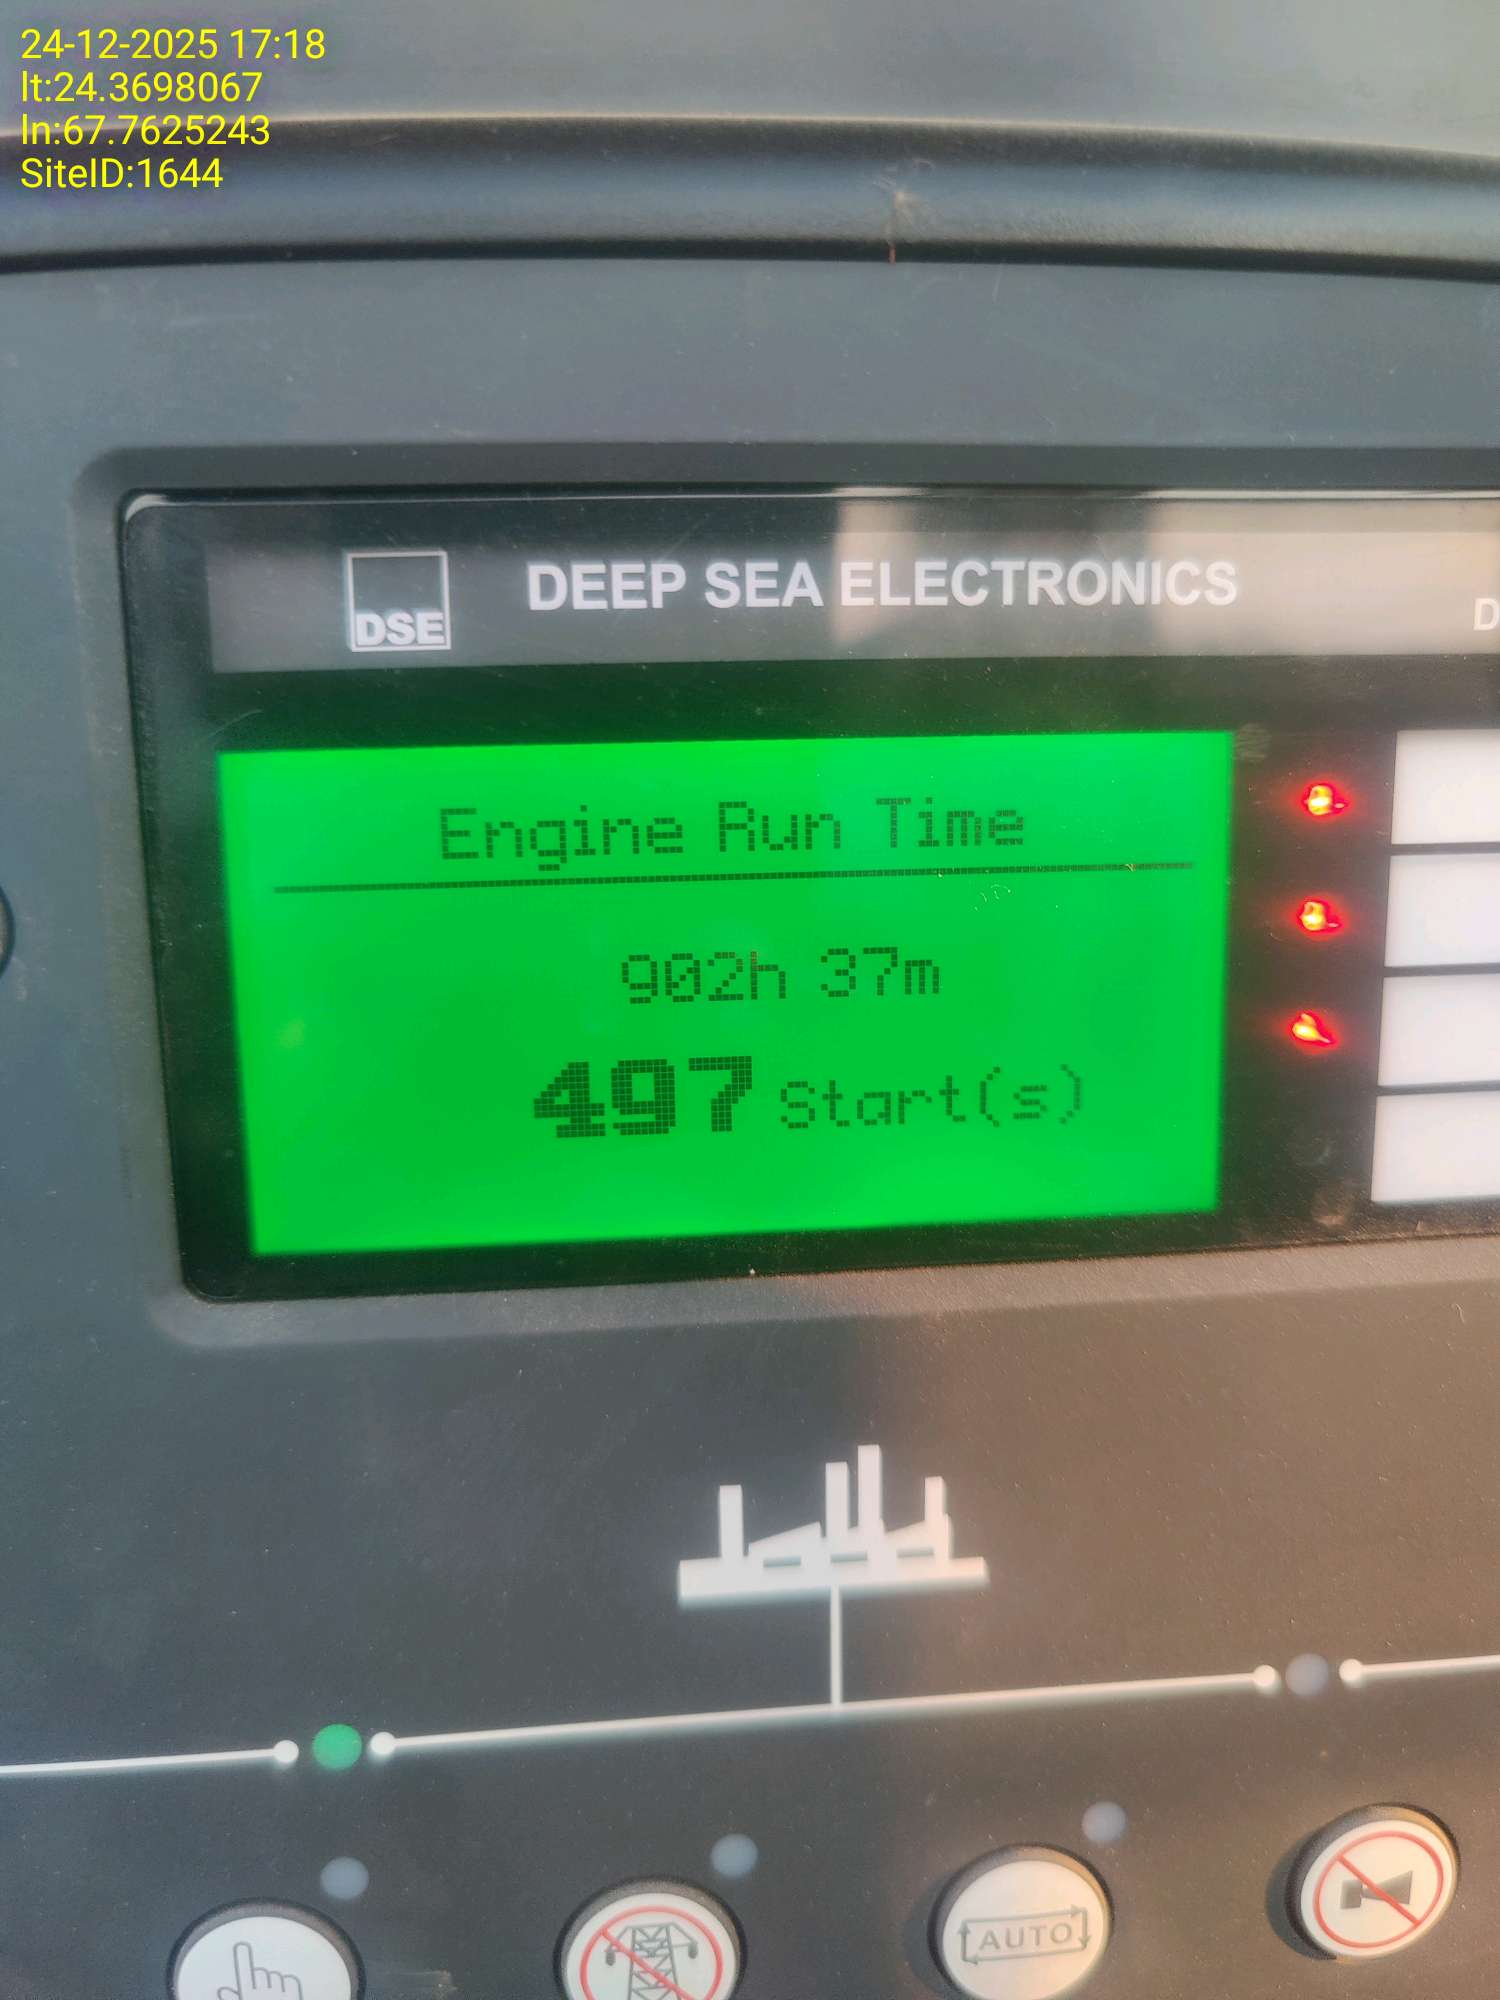 24-12-2025 17:18
lt:24.3698067
ln:67.7625243
SiteID:1644
DSE
DEEP SEA ELECTRONICS
D
Engine Run Time
902h 37m
497 Start(s)
AUTO